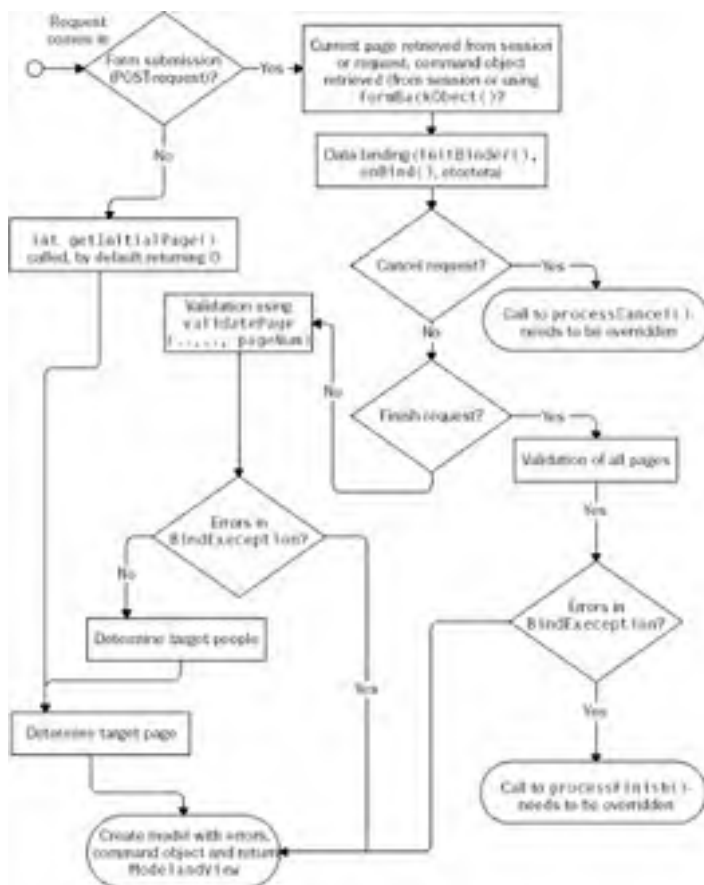 Request
comes in
Form submission
(POST request)?
Yes
Current page retrieved from session
or request, command object
retrieved (from session or using
formBackObect()?
No
Data binding (initBinder(),
onBind(), etcetera)
int getInitialPage()
called, by default returning 0
Cancel request?
Yes
Validation using
validatePage
pageNum)
No
Call to processCancel()-
needs to be overridden
No
Finish request?
Yes
Validation of all pages
Errors in
BindExeception?
Yes
No
Errors in
BindExeception?
Determine target people
Yes
Yes
Determine target page
Call to processFinish()-
needs to be overridden
Create model with errors,
command object and return
ModelandView